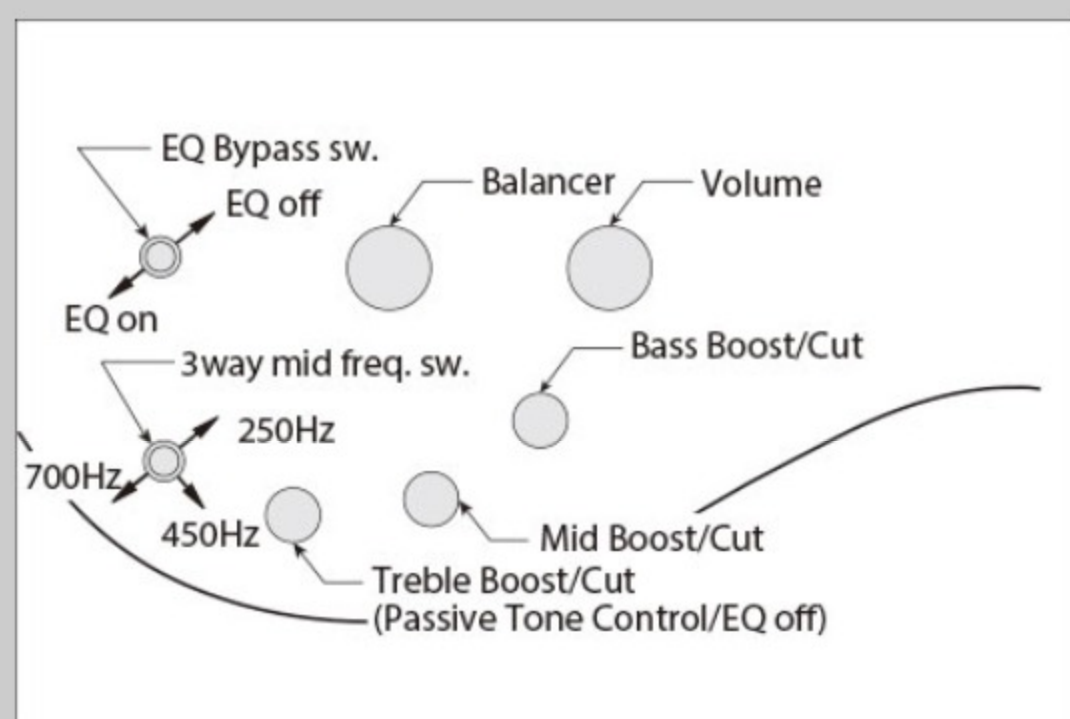 EQ Bypass sw.
EQ off
Balancer
Volume
EQ on
3way mid freq. sw.
Bass Boost/Cut
250Hz
700Hz
450Hz
Mid Boost/Cut
Treble Boost/Cut
(Passive Tone Control/EQ off)